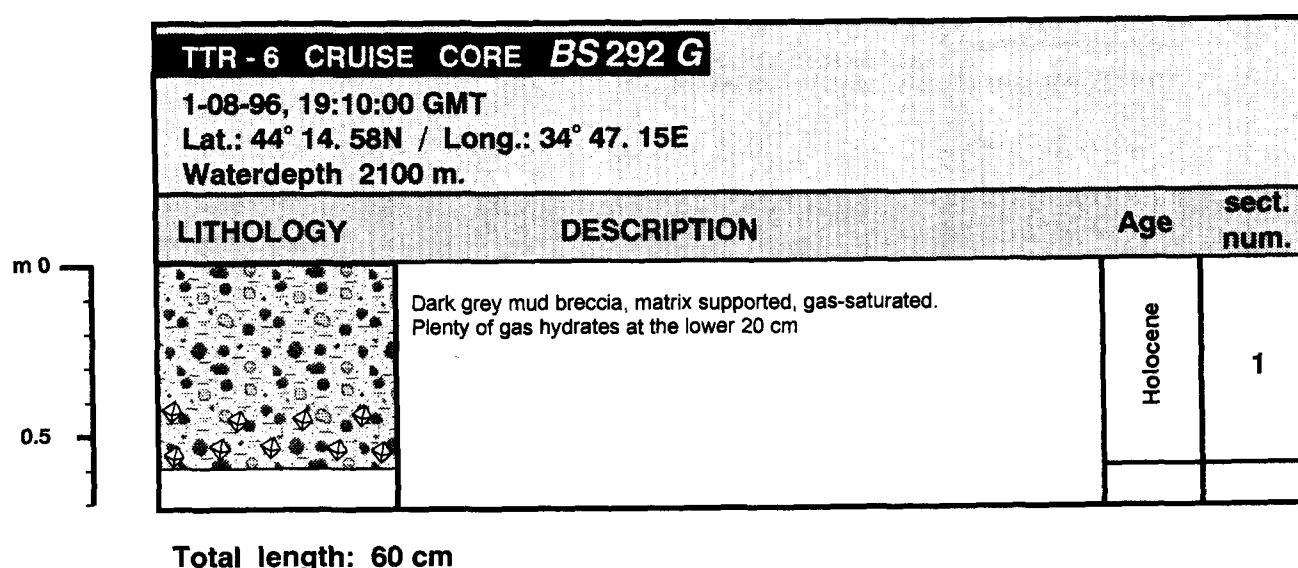 TTR - 6 CRUISE CORE BS 292 G
1-08-96, 19:10:00 GMT
Lat.: 44° 14. 58N / Long.: 34° 47. 15E
Waterdepth 2100 m.
LITHOLOGY DESCRIPTION Age sect. num.
m 0
Dark grey mud breccia, matrix supported, gas-saturated.
Plenty of gas hydrates at the lower 20 cm
Holocene
1
0.5
Total length: 60 cm